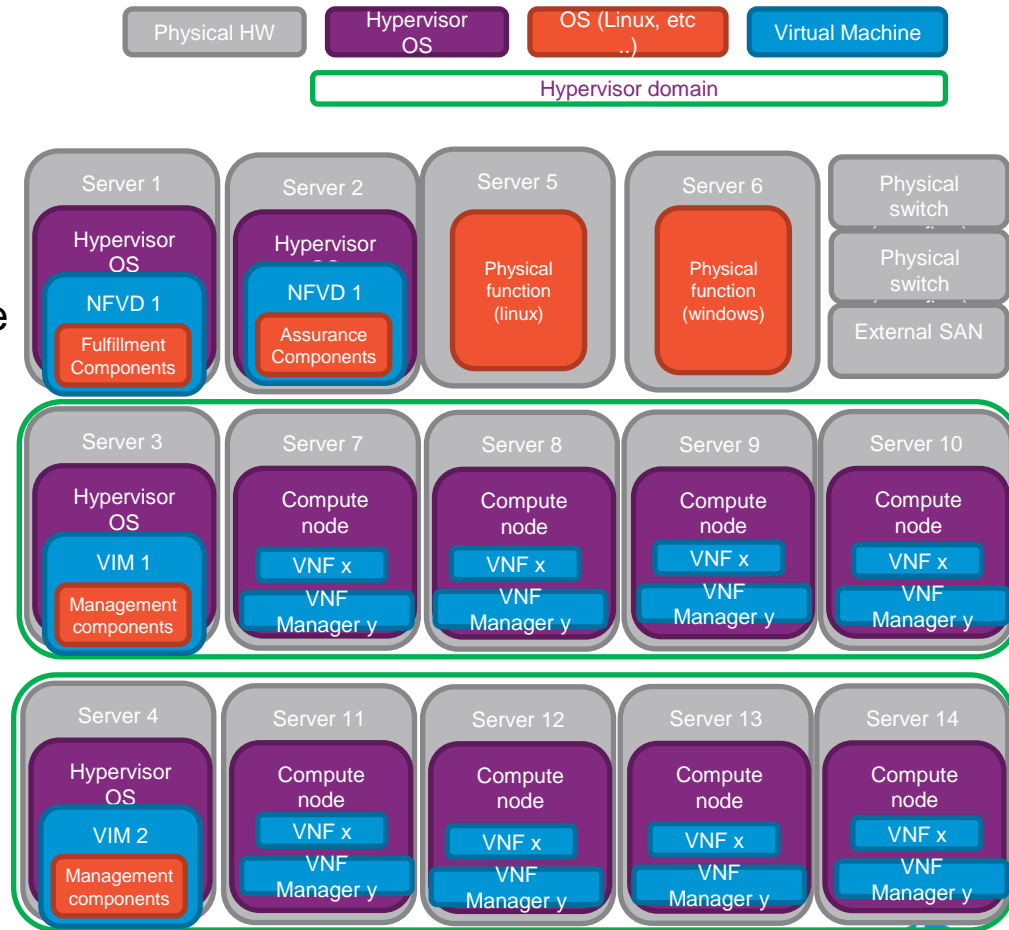 Physical HW
Hypervisor
OS
OS (Linux, etc
..)
Virtual Machine
Hypervisor domain
e
Server 1
Hypervisor
OS
NFVD 1
Fulfillment
Components
Server 2
Hypervisor
NFVD 1
Assurance
Components
Server 5
Physical
function
(linux)
Server 6
Physical
function
(windows)
Physical
switch
Physical
switch
External SAN
Server 3
Hypervisor
OS
VIM 1
Management
components
Server 7
Compute
node
VNF x
VNF
Manager y
Server 8
Compute
node
VNF x
VNF
Manager y
Server 9
Compute
node
VNF x
VNF
Manager y
Server 10
Compute
node
VNF x
VNF
Manager y
Server 4
Hypervisor
OS
VIM 2
Management
components
Server 11
Compute
node
VNF x
VNF
Manager y
Server 12
Compute
node
VNF x
VNF
Manager y
Server 13
Compute
node
VNF x
VNF
Manager y
Server 14
Compute
node
VNF x
VNF
Manager y